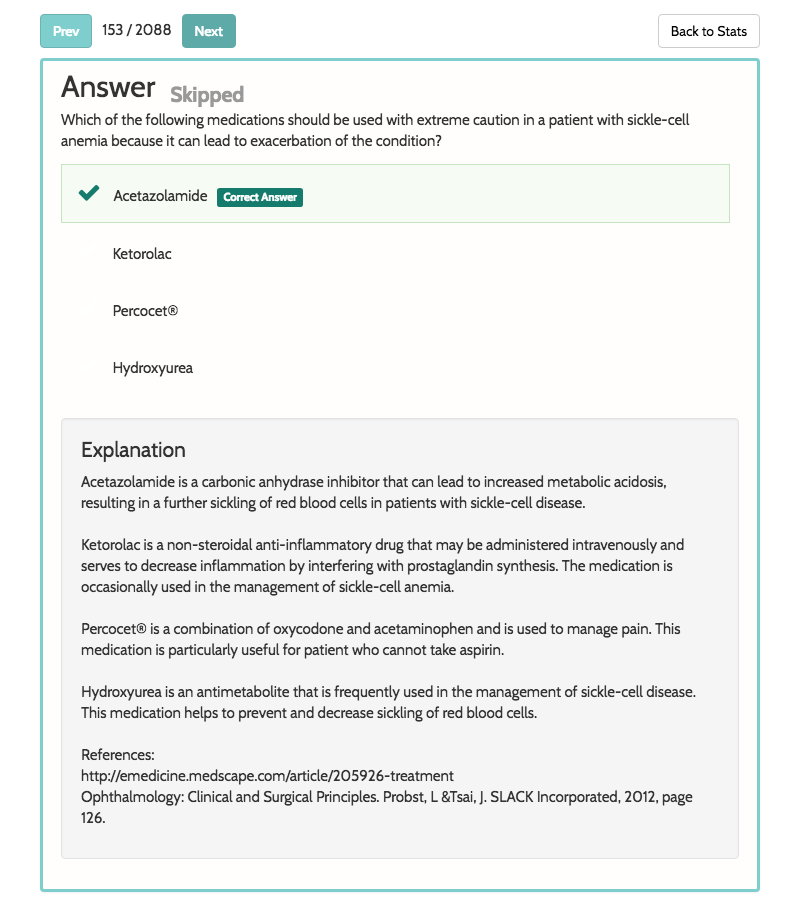 Prev 153 / 2088 Next Back to Stats
Answer Skipped
Which of the following medications should be used with extreme caution in a patient with sickle-cell
anemia because it can lead to exacerbation of the condition?
Acetazolamide Correct Answer
Ketorolac
Percocet®
Hydroxyurea
Explanation
Acetazolamide is a carbonic anhydrase inhibitor that can lead to increased metabolic acidosis,
resulting in a further sickling of red blood cells in patients with sickle-cell disease.
Ketorolac is a non-steroidal anti-inflammatory drug that may be administered intravenously and
serves to decrease inflammation by interfering with prostaglandin synthesis. The medication is
occasionally used in the management of sickle-cell anemia.
Percocet® is a combination of oxycodone and acetaminophen and is used to manage pain. This
medication is particularly useful for patient who cannot take aspirin.
Hydroxyurea is an antimetabolite that is frequently used in the management of sickle-cell disease.
This medication helps to prevent and decrease sickling of red blood cells.
References:
http://emedicine.medscape.com/article/205926-treatment
Ophthalmology: Clinical and Surgical Principles. Probst, L &Tsai, J. SLACK Incorporated, 2012, page
126.